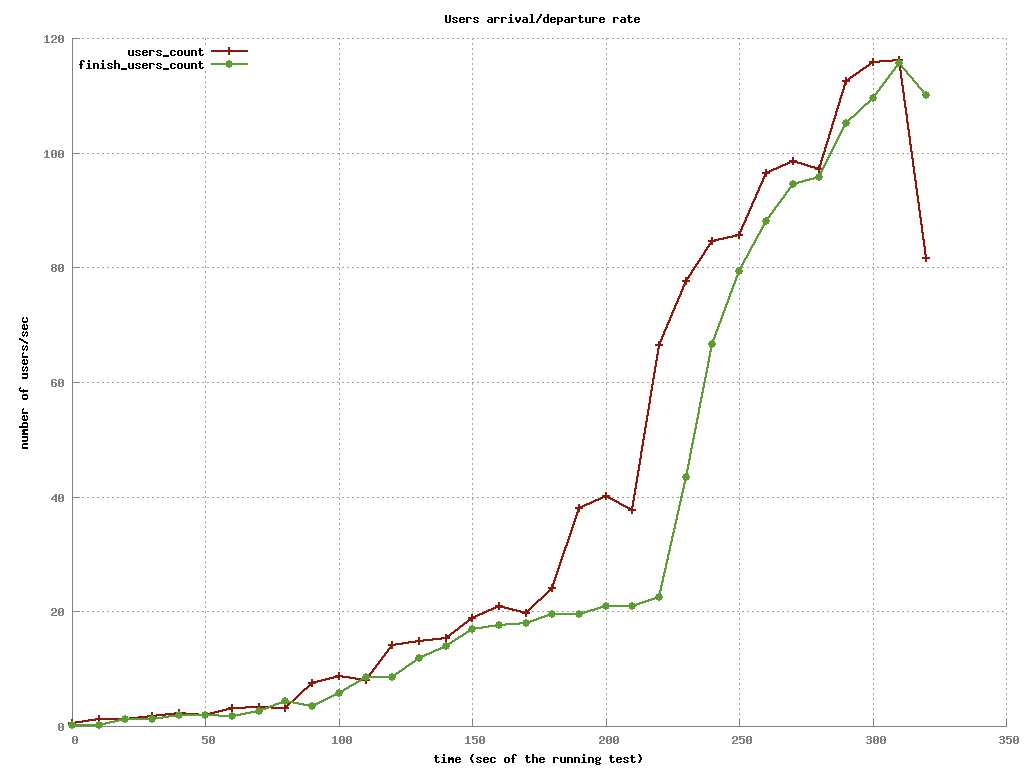 Users arrival/departure rate
users_count
finish_users_count
120
100
80
60
40
20
0
number of users/sec
0 50 100 150 200 250 300 350
time (sec of the running test)